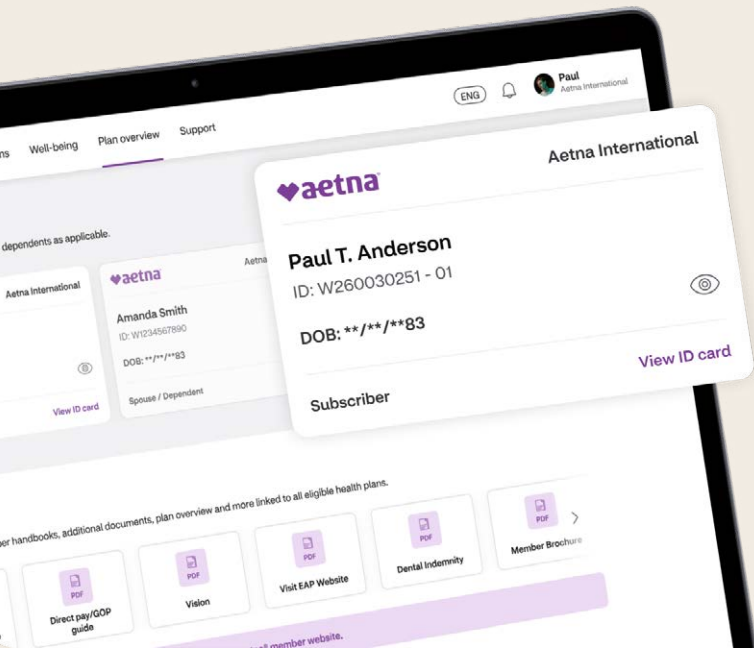 ns Well-being Plan overview Support ENG Paul
Aetna International
dependents as applicable.
Aetna International
View ID card
aetna Aetna
Amanda Smith
ID: W1234567890
DOB: **/**/**83
Spouse / Dependent
aetna Aetna International
Paul T. Anderson
ID: W260030251 - 01
DOB: **/**/**83
View ID card
Subscriber
er handbooks, additional documents, plan overview and more linked to all eligible health plans.
PDF
Direct pay/GOP
guide
PDF
Vision
PDF
Visit EAP Website
PDF
Dental Indemnity
PDF
Member Brochure
member website.